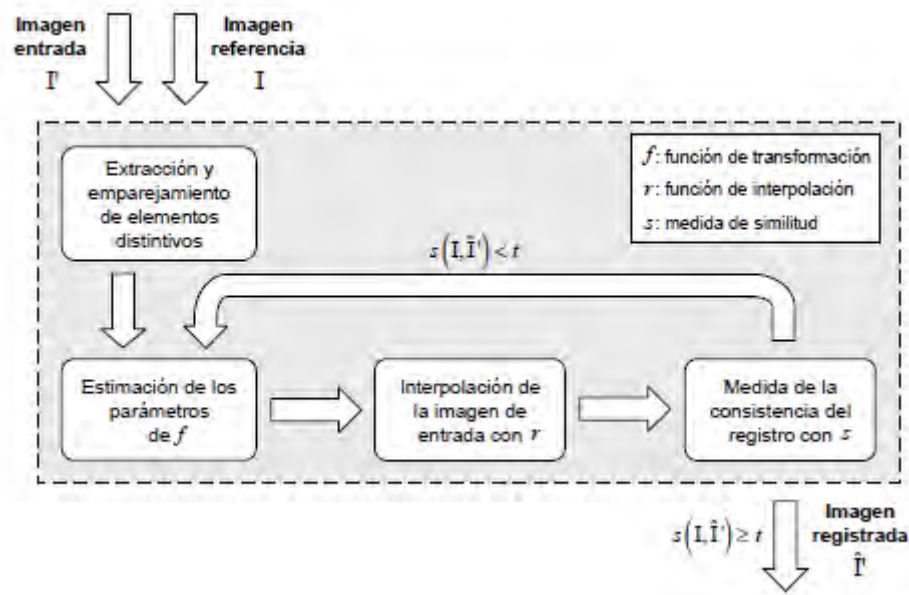 Imagen
entrada
I'
Imagen
referencia
I
Extracción y
emparejamiento
de elementos
distintivos
f: función de transformación
r: función de interpolación
s: medida de similitud
s(I,Î')< t
Estimación de los
parámetros
de f
Interpolación de
la imagen de
entrada con r
Medida de la
consistencia del
registro con s
s(I,Î')≥ t
Imagen
registrada
Î'